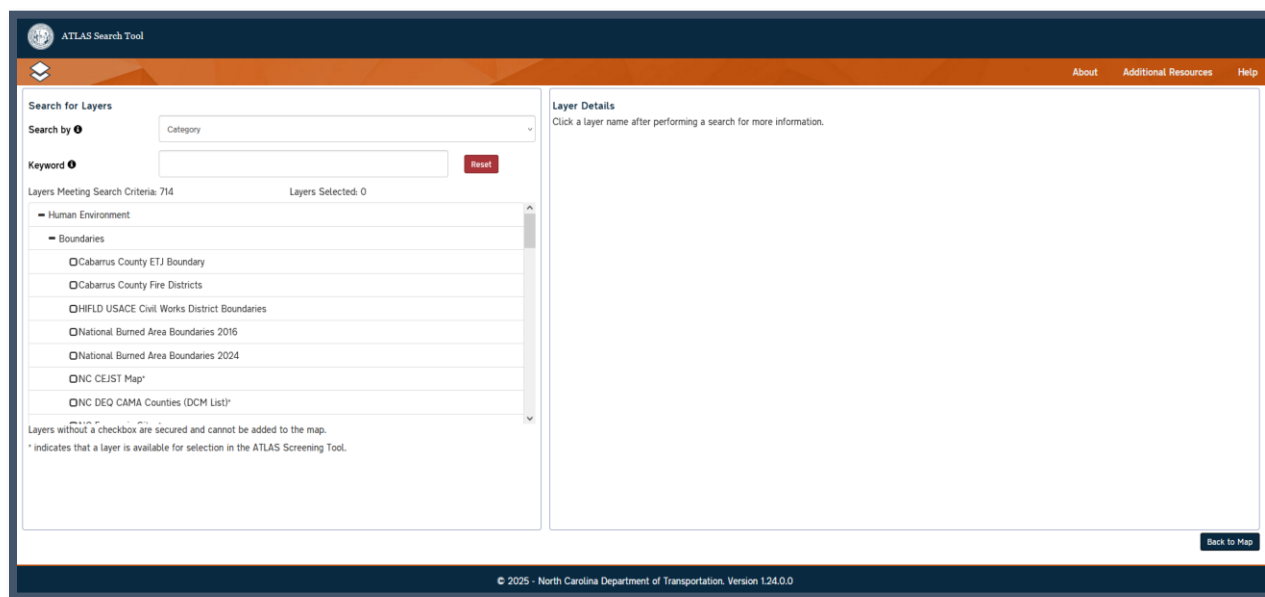 ATLAS Search Tool
About Additional Resources Help
Search for Layers
Search by
Category
Keyword
Reset
Layers Meeting Search Criteria: 714 Layers Selected: 0
Human Environment
Boundaries
Cabarrus County ETJ Boundary
Cabarrus County Fire Districts
HIFLD USACE Civil Works District Boundaries
National Burned Area Boundaries 2016
National Burned Area Boundaries 2024
NC CEJST Map*
NC DEQ CAMA Counties (DCM List)*
Layers without a checkbox are secured and cannot be added to the map.
* indicates that a layer is available for selection in the ATLAS Screening Tool.
Layer Details
Click a layer name after performing a search for more information.
Back to Map
© 2025 - North Carolina Department of Transportation. Version 1.24.0.0